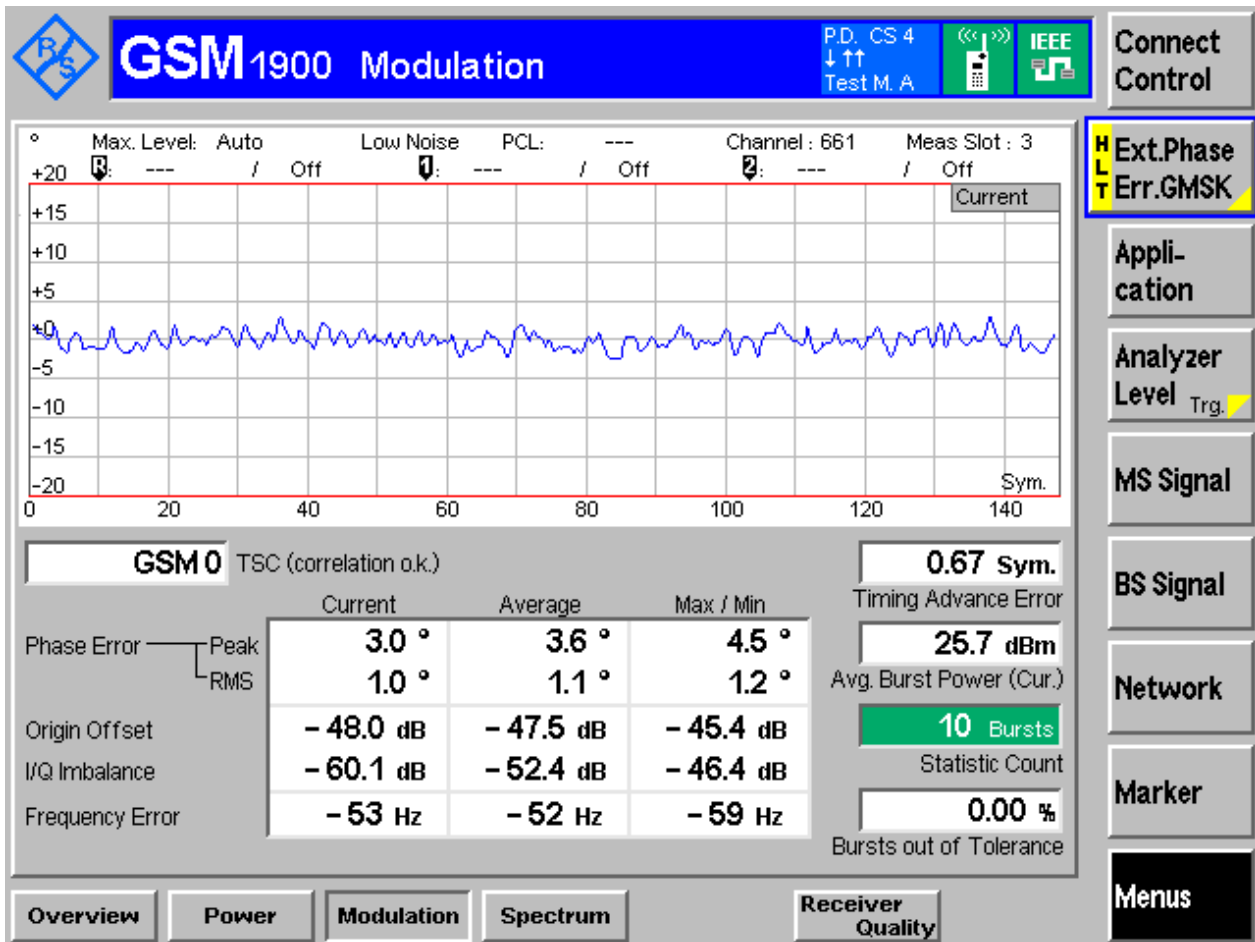 R/S
GSM 1900 Modulation
P.D. CS 4
↓ ↑↑
Test M. A
IEEE
Connect
Control
° Max. Level: Auto Low Noise PCL: --- Channel : 661 Meas Slot : 3
R: --- / Off 1: --- / Off 2: --- / Off
HLT
Ext.Phase
Err.GMSK
Current
+20
+15
+10
+5
±0
-5
-10
-15
-20
Sym.
0 20 40 60 80 100 120 140
Appli-
cation
Analyzer
Level Trg.
MS Signal
BS Signal
Network
Marker
Menus
GSM 0 TSC (correlation o.k.)
Current Average Max / Min
Phase Error Peak 3.0 ° 3.6 ° 4.5 °
RMS 1.0 ° 1.1 ° 1.2 °
Origin Offset - 48.0 dB - 47.5 dB - 45.4 dB
I/Q Imbalance - 60.1 dB - 52.4 dB - 46.4 dB
Frequency Error - 53 Hz - 52 Hz - 59 Hz
0.67 Sym.
Timing Advance Error
25.7 dBm
Avg. Burst Power (Cur.)
10 Bursts
Statistic Count
0.00 %
Bursts out of Tolerance
Overview Power Modulation Spectrum Receiver Quality